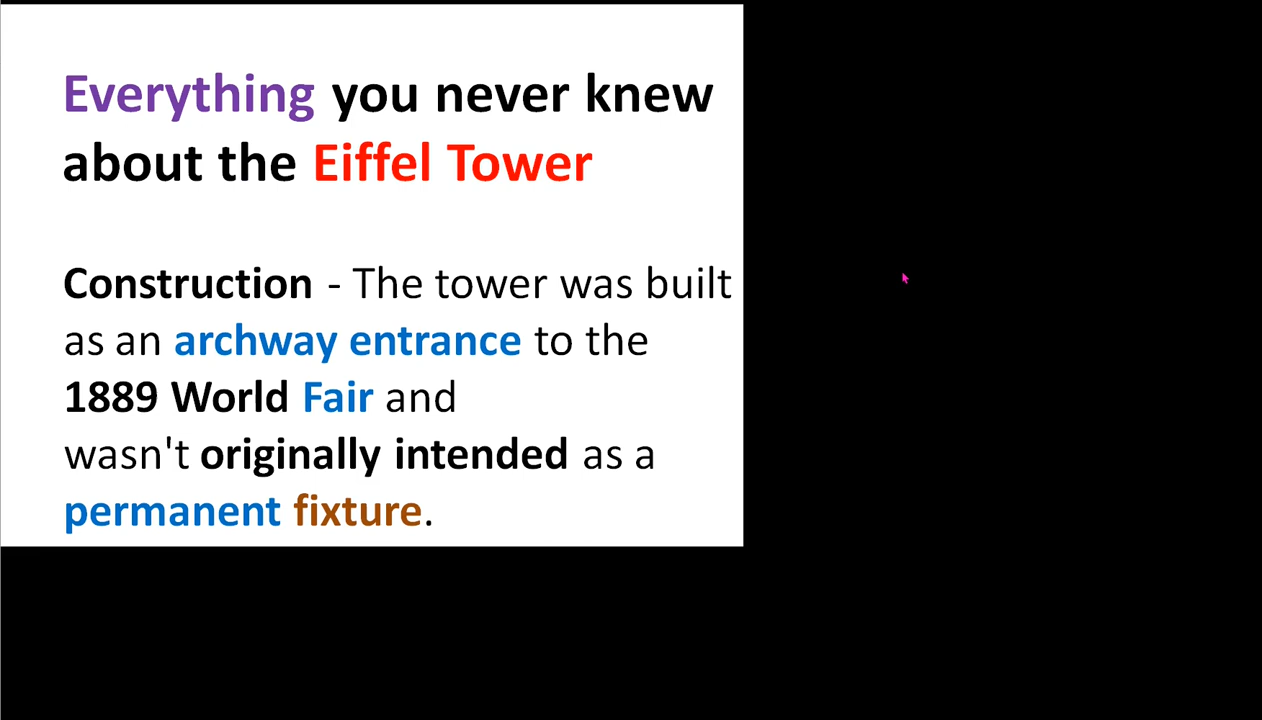 Everything you never knew
about the Eiffel Tower
Construction - The tower was built
as an archway entrance to the
1889 World Fair and
wasn't originally intended as a
permanent fixture.